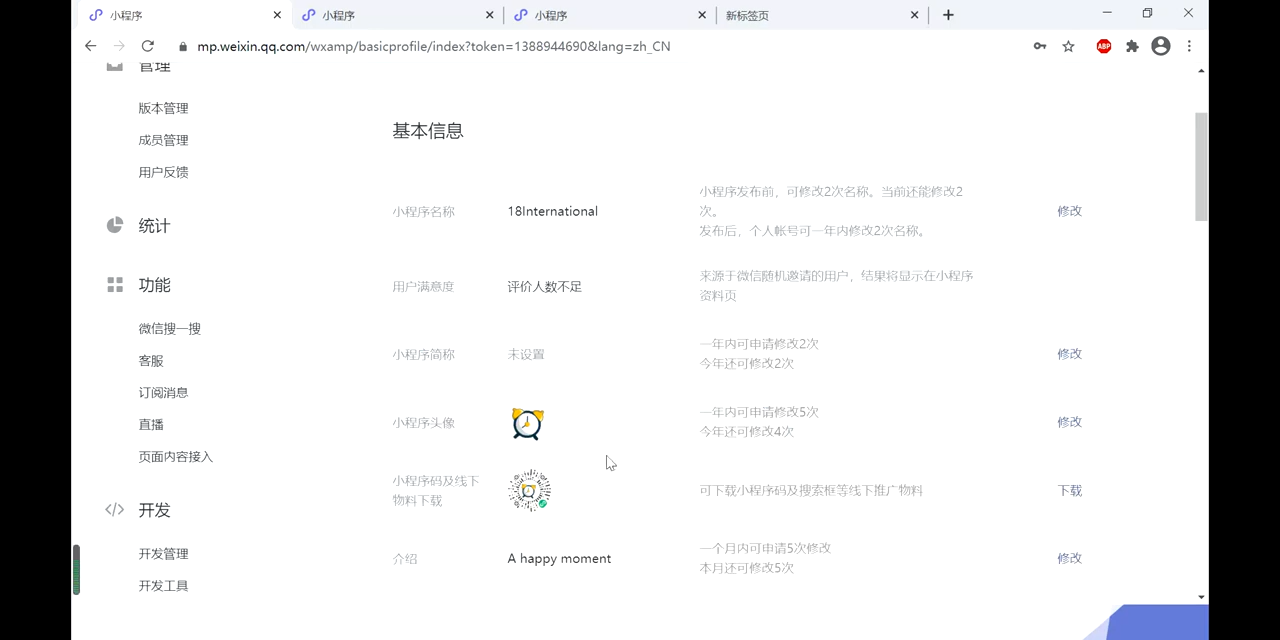 小程序
小程序
小程序
新标签页
mp.weixin.qq.com/wxamp/basicprofile/index?token=1388944690&lang=zh_CN
ABP
管理
版本管理
成员管理
用户反馈
统计
功能
微信搜一搜
客服
订阅消息
直播
页面内容接入
开发
开发管理
开发工具
基本信息
小程序名称
18International
小程序发布前，可修改2次名称。当前还能修改2
次。
发布后，个人帐号可一年内修改2次名称。
修改
用户满意度
评价人数不足
来源于微信随机邀请的用户，结果将显示在小程序
资料页
小程序简称
未设置
一年内可申请修改2次
今年还可修改2次
修改
小程序头像
一年内可申请修改5次
今年还可修改4次
修改
小程序码及线下
物料下载
可下载小程序码及搜索框等线下推广物料
下载
介绍
A happy moment
一个月内可申请5次修改
本月还可修改5次
修改